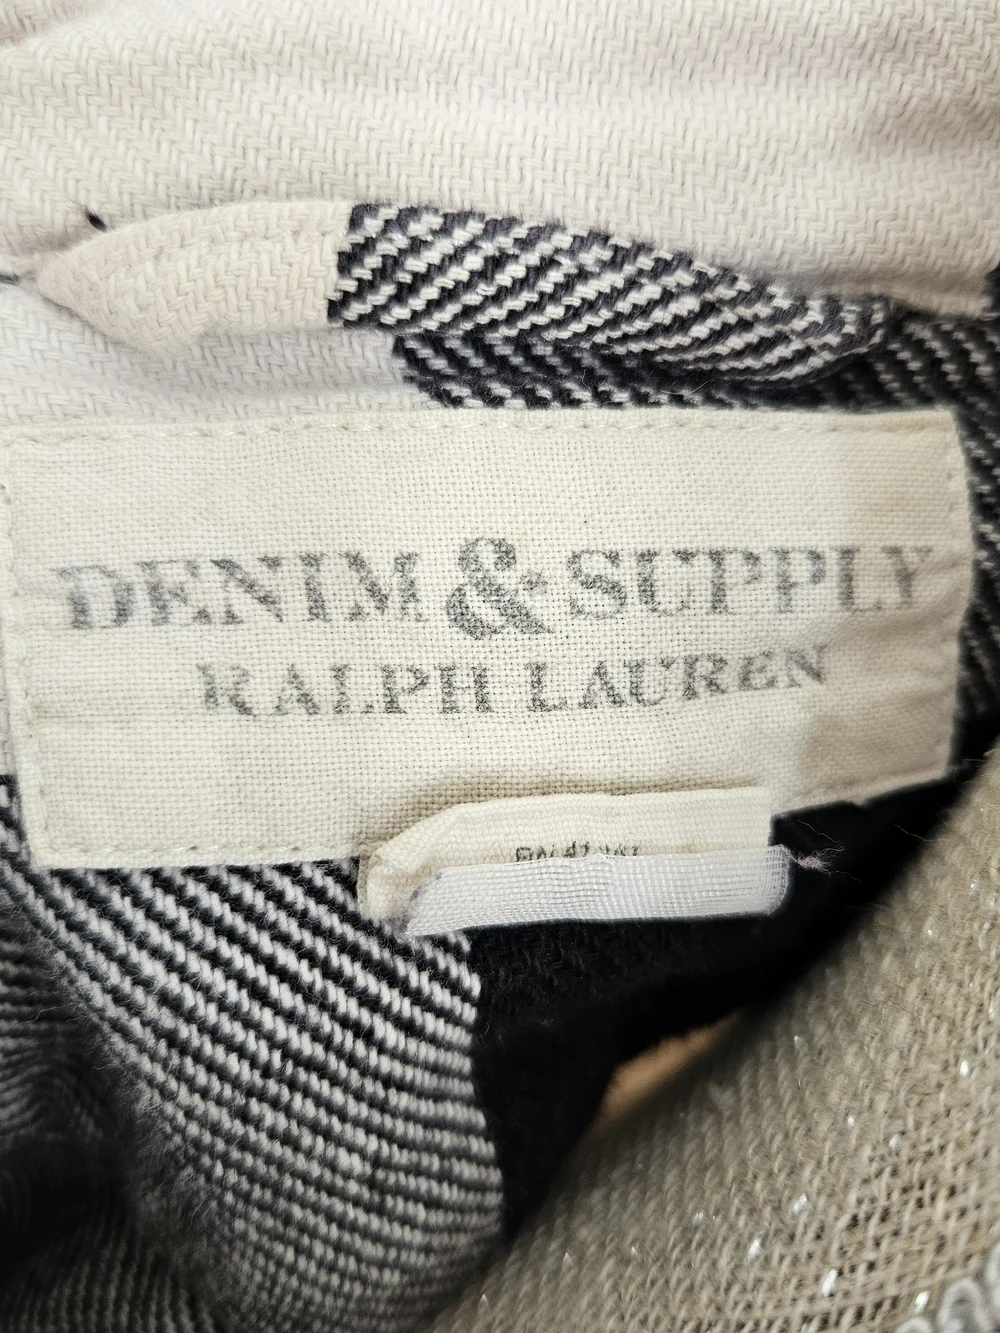 DENIM & SUPPLY
RALPH LAUREN